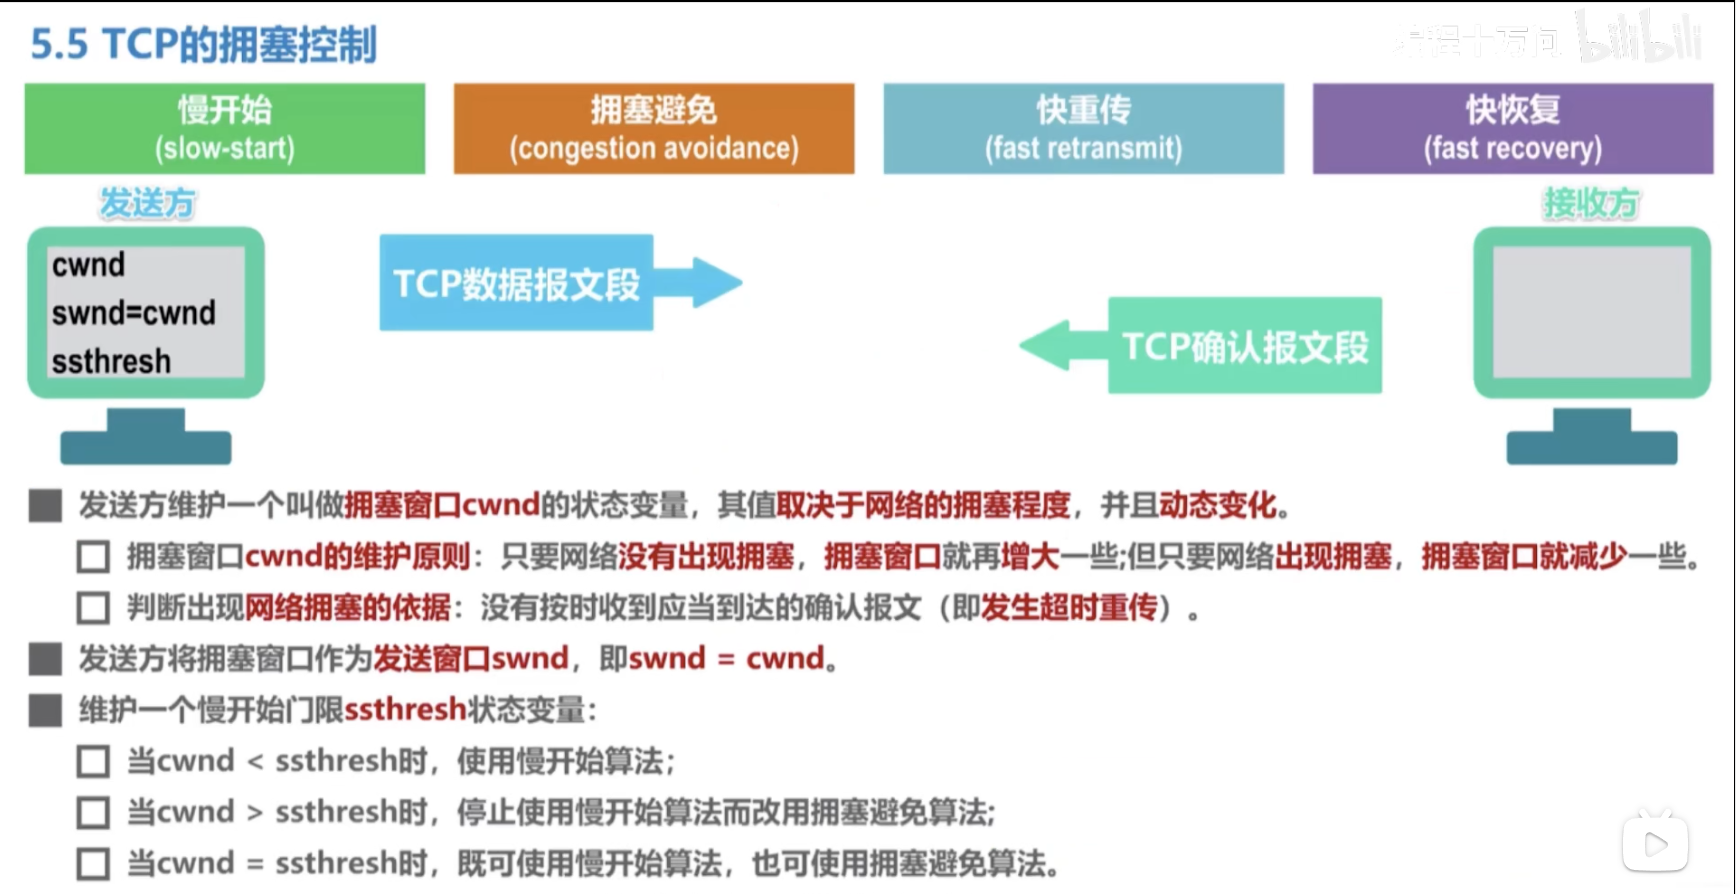 5.5 TCP的拥塞控制
编程十万问 bilibili
慢开始
(slow-start)
拥塞避免
(congestion avoidance)
快重传
(fast retransmit)
快恢复
(fast recovery)
发送方
接收方
cwnd
swnd=cwnd
ssthresh
TCP数据报文段
TCP确认报文段
发送方维护一个叫做拥塞窗口cwnd的状态变量，其值取决于网络的拥塞程度，并且动态变化。
拥塞窗口cwnd的维护原则：只要网络没有出现拥塞，拥塞窗口就再增大一些;但只要网络出现拥塞，拥塞窗口就减少一些。
判断出现网络拥塞的依据：没有按时收到应当到达的确认报文（即发生超时重传）。
发送方将拥塞窗口作为发送窗口swnd，即swnd = cwnd。
维护一个慢开始门限ssthresh状态变量：
当cwnd < ssthresh时，使用慢开始算法；
当cwnd > ssthresh时，停止使用慢开始算法而改用拥塞避免算法;
当cwnd = ssthresh时，既可使用慢开始算法，也可使用拥塞避免算法。